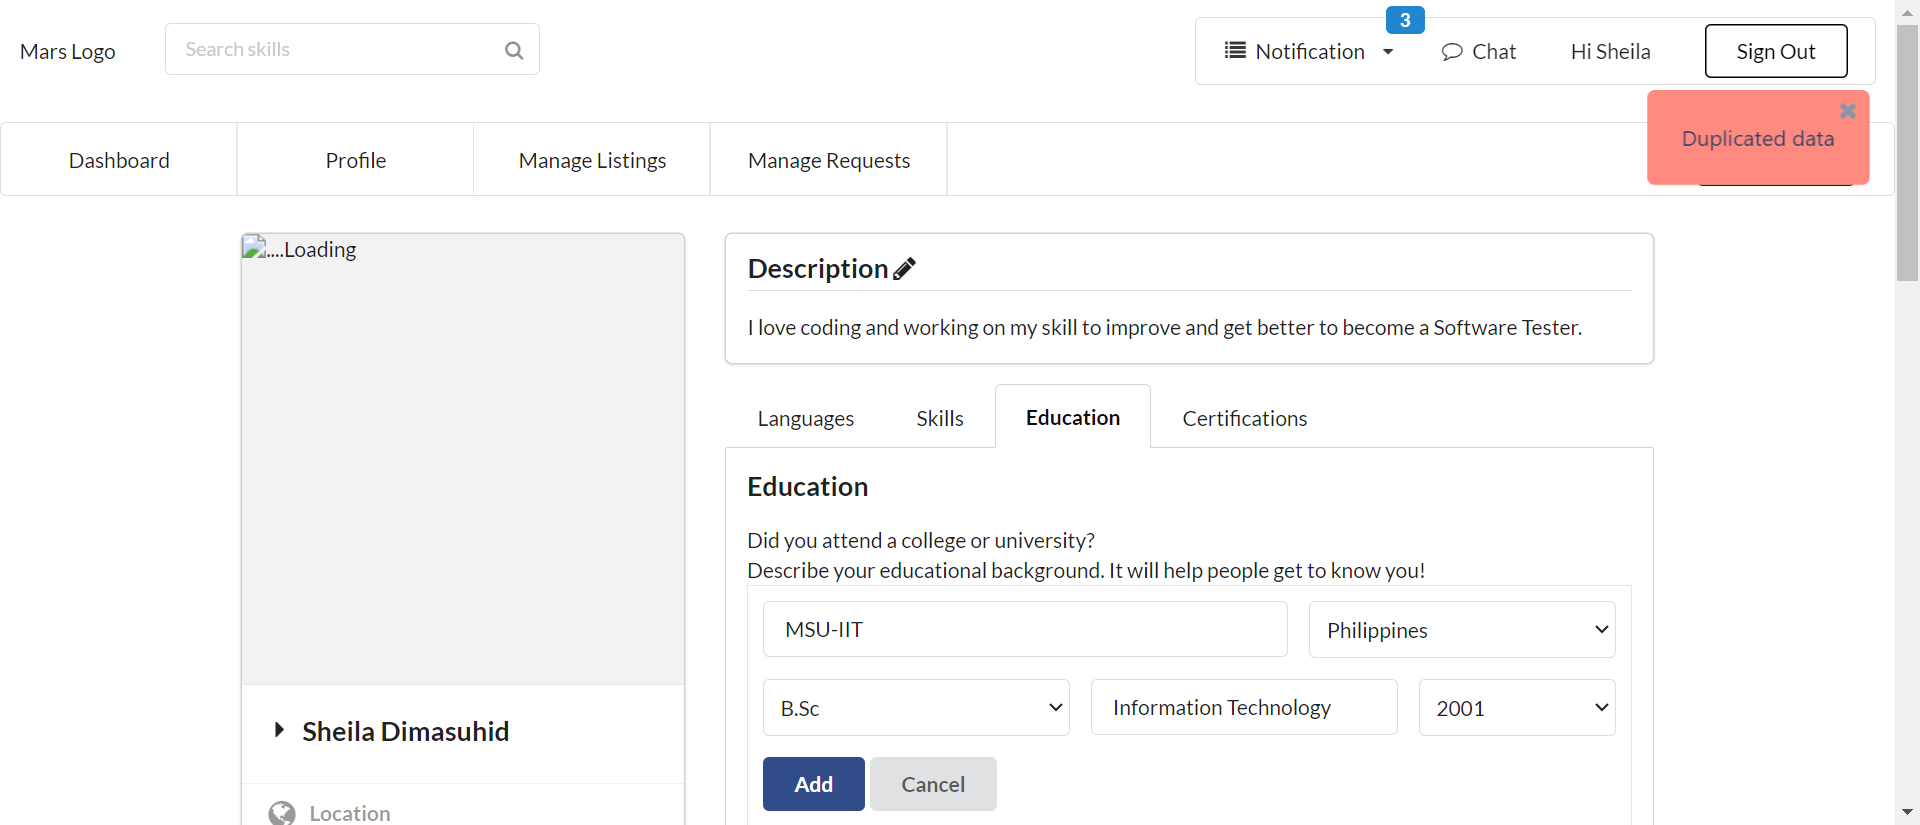 3
Mars Logo
Search skills
Notification
Chat
Hi Sheila
Sign Out
Duplicated data
Dashboard
Profile
Manage Listings
Manage Requests
....Loading
Description
I love coding and working on my skill to improve and get better to become a Software Tester.
Languages
Skills
Education
Certifications
Education
Did you attend a college or university?
Describe your educational background. It will help people get to know you!
MSU-IIT
Philippines
B.Sc
Information Technology
2001
Sheila Dimasuhid
Add
Cancel
Location